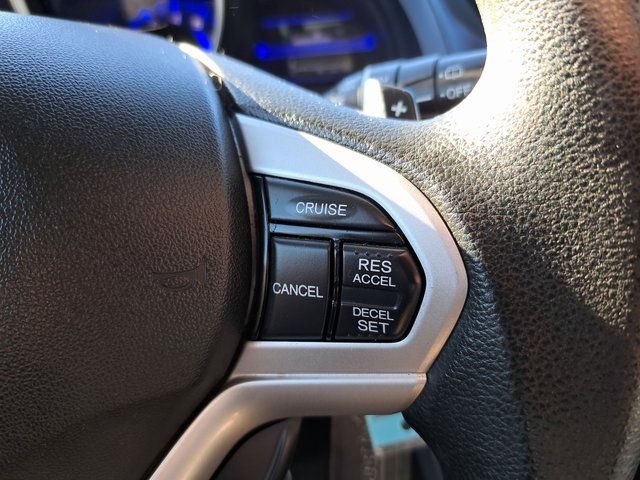 OFF
+
CRUISE
CANCEL
RES
ACCEL
DECEL
SET